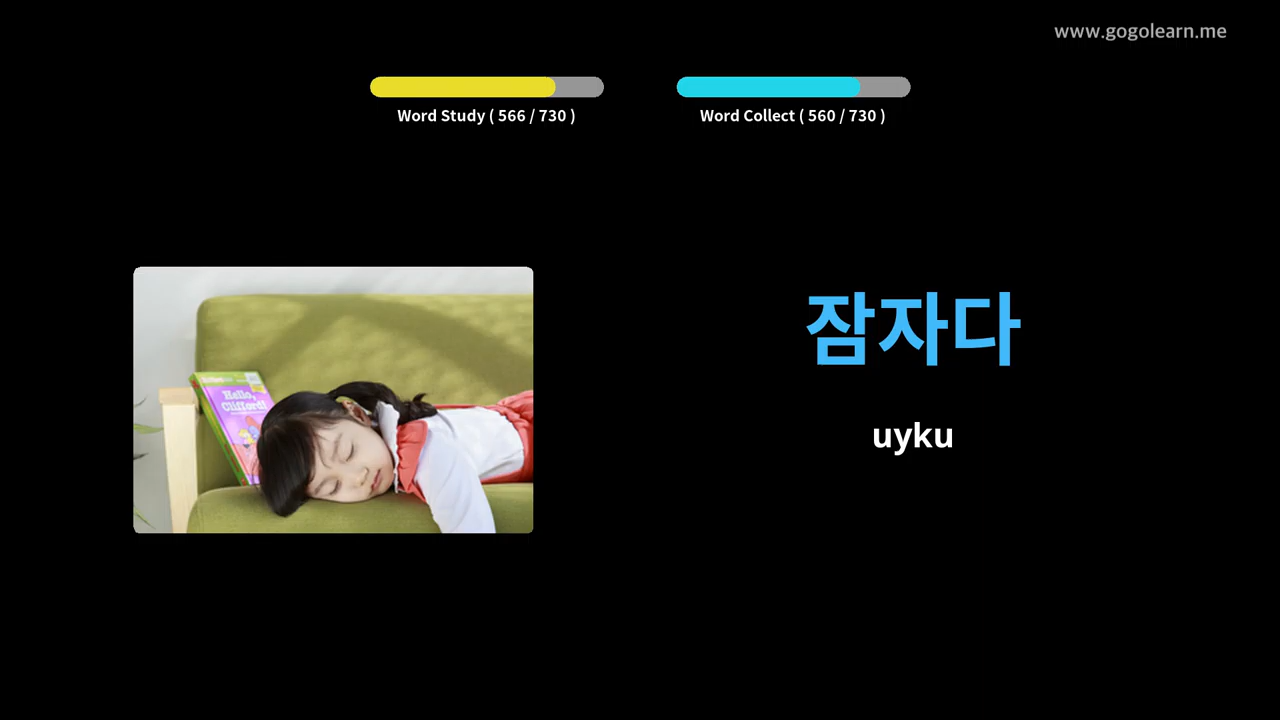 www.gogolearn.me
Word Study ( 566 / 730 )
Word Collect ( 560 / 730 )
잠자다
uyku
Hello,
Clifford!